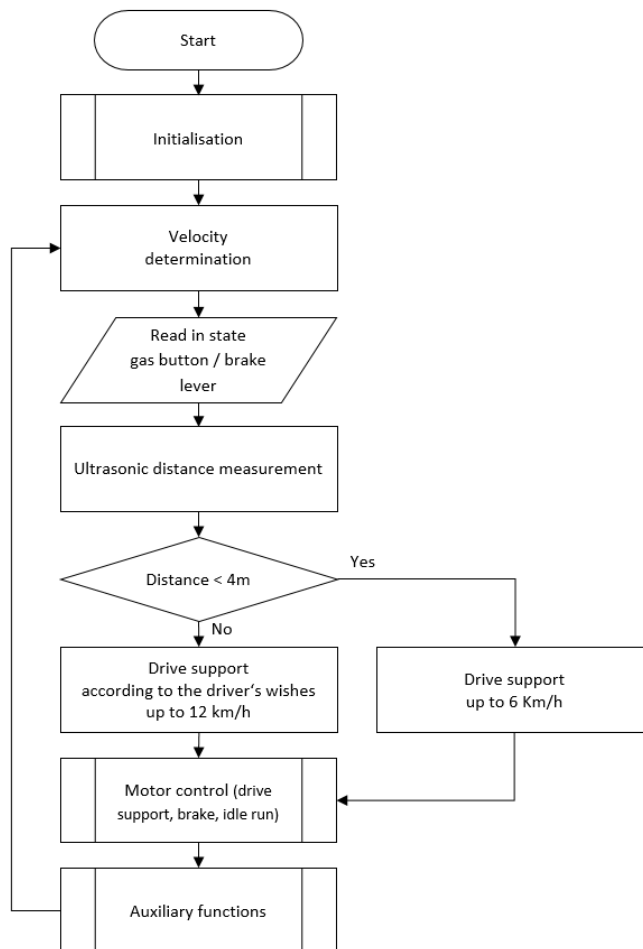 Start
Initialisation
Velocity
determination
Read in state
gas button / brake
lever
Ultrasonic distance measurement
Distance < 4m
Yes
No
Drive support
according to the driver‘s wishes
up to 12 km/h
Drive support
up to 6 Km/h
Motor control (drive
support, brake, idle run)
Auxiliary functions